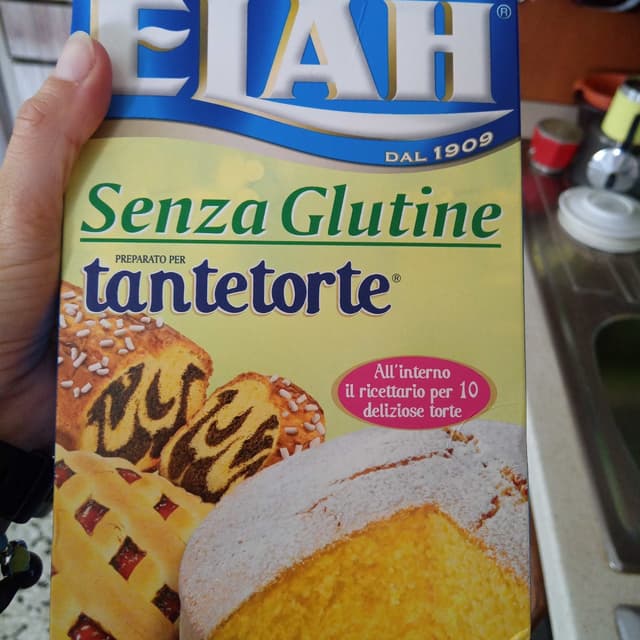 ELAH®
DAL 1909
Senza Glutine
PREPARATO PER
tantetorte®
All'interno
il ricettario per 10
deliziose torte